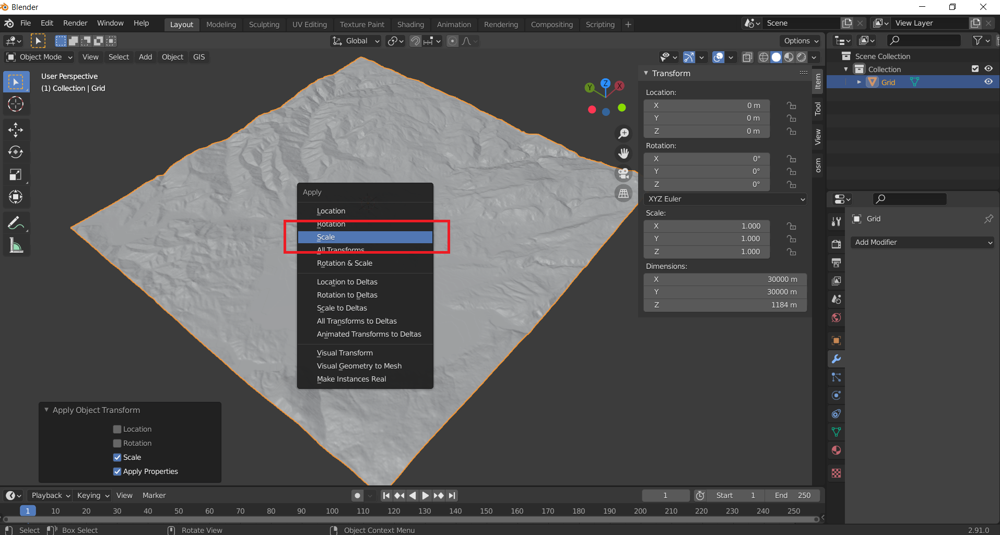 Blender
File Edit Render Window Help
Layout Modeling Sculpting UV Editing Texture Paint Shading Animation Rendering Compositing Scripting +
Scene
View Layer
Global
Options
Object Mode View Select Add Object GIS
User Perspective
(1) Collection | Grid
Y Z X
Transform
Location:
X 0 m
Y 0 m
Z 0 m
Rotation:
X 0°
Y 0°
Z 0°
XYZ Euler
Scale:
X 1.000
Y 1.000
Z 1.000
Dimensions:
X 30000 m
Y 30000 m
Z 1184 m
Item
Tool
View
osm
Scene Collection
Collection
Grid
Grid
Add Modifier
Apply
Location
Rotation
Scale
All Transforms
Rotation & Scale
Location to Deltas
Rotation to Deltas
Scale to Deltas
All Transforms to Deltas
Animated Transforms to Deltas
Visual Transform
Visual Geometry to Mesh
Make Instances Real
Apply Object Transform
Location
Rotation
Scale
Apply Properties
Playback Keying View Marker
1 Start 1 End 250
1 10 20 30 40 50 60 70 80 90 100 110 120 130 140 150 160 170 180 190 200 210 220 230 240 250
Select Box Select Rotate View Object Context Menu 2.91.0